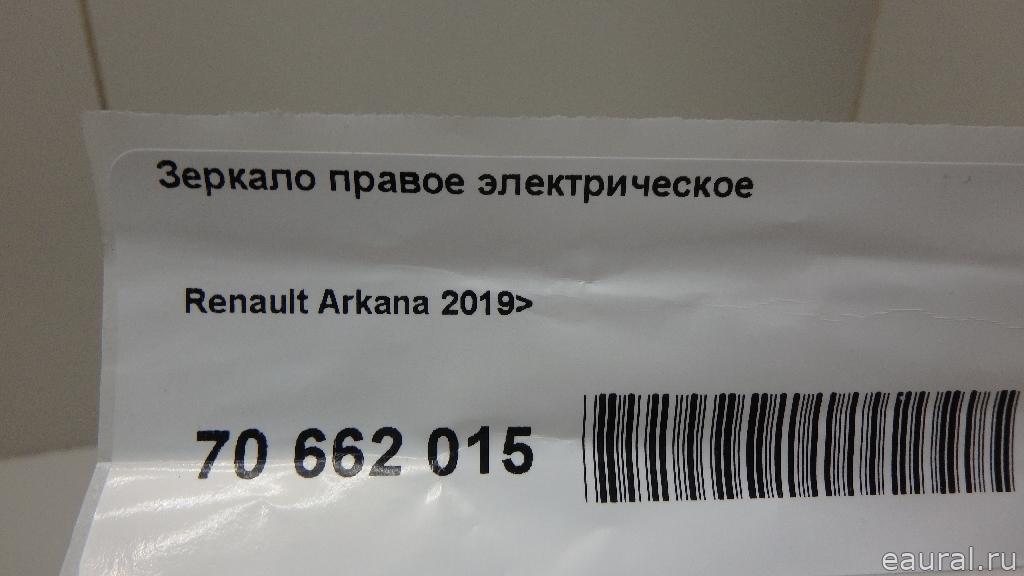 Зеркало правое электрическое
Renault Arkana 2019>
70 662 015
eaural.ru